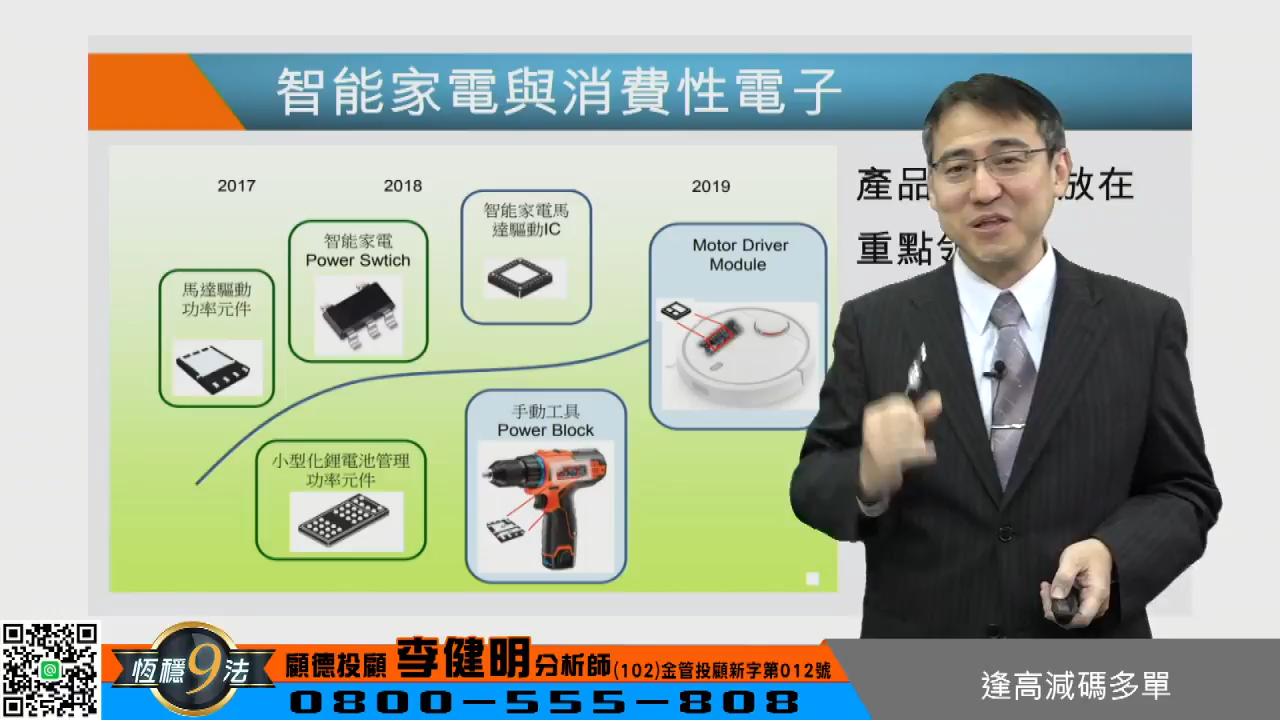 智能家電與消費性電子
2017
2018
2019
產品
放在
重點
馬達驅動
功率元件
智能家電
Power Swtich
智能家電馬
達驅動IC
Motor Driver
Module
小型化鋰電池管理
功率元件
手動工具
Power Block
恆穩9法
顧德投顧 李健明分析師(102)金管投顧新字第012號
0800-555-808
逢高減碼多單